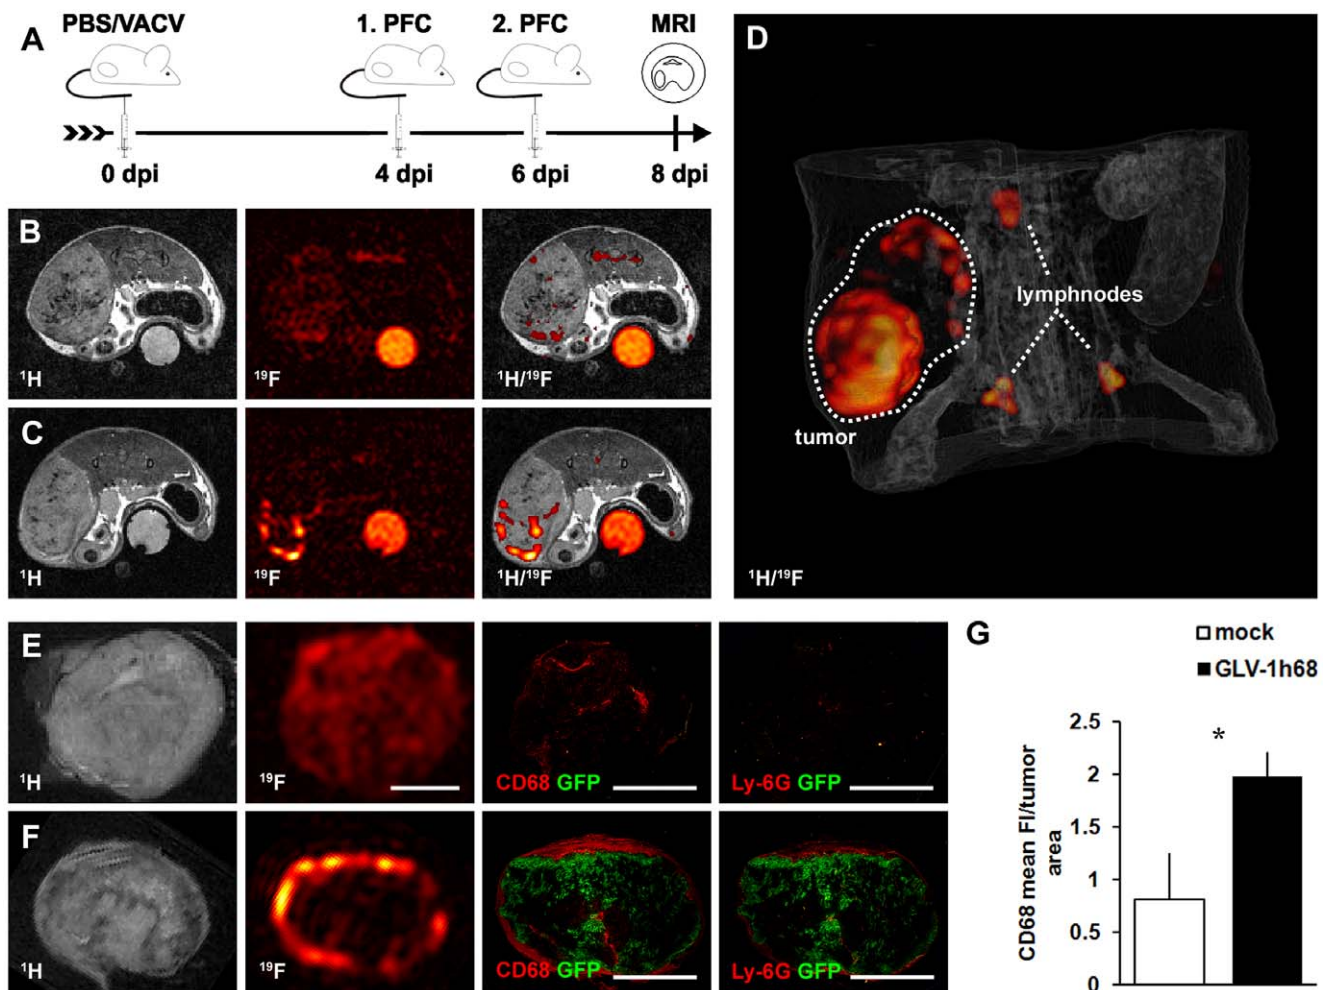 A
PBS/VACV
1. PFC
2. PFC
MRI
0 dpi
4 dpi
6 dpi
8 dpi
B
¹H
¹⁹F
¹H/¹⁹F
C
¹H
¹⁹F
¹H/¹⁹F
D
lymphnodes
tumor
¹H/¹⁹F
E
¹H
¹⁹F
CD68 GFP
Ly-6G GFP
F
¹H
¹⁹F
CD68 GFP
Ly-6G GFP
G
mock
GLV-1h68
CD68 mean FI/tumor
area
2.5
2
1.5
1
0.5
0
*